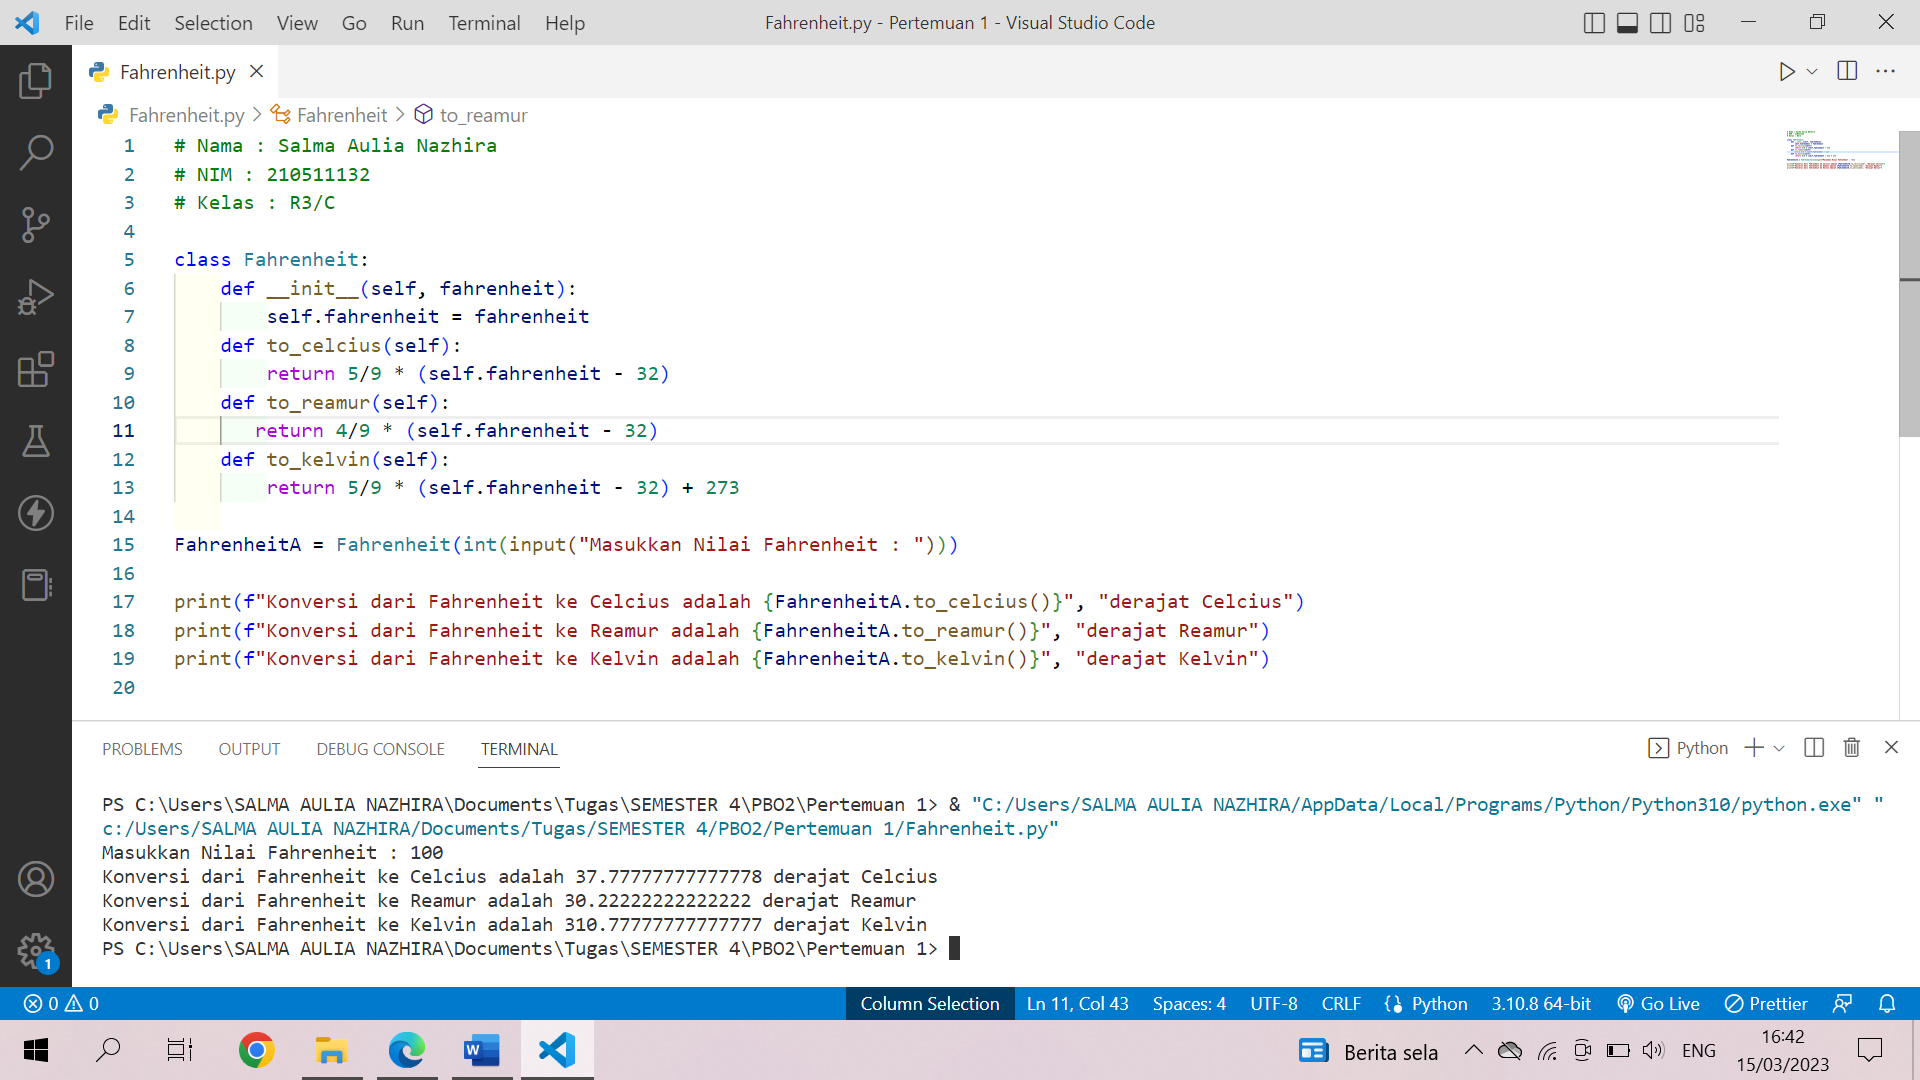 File Edit Selection View Go Run Terminal Help Fahrenheit.py - Pertemuan 1 - Visual Studio Code
Fahrenheit.py
Fahrenheit.py > Fahrenheit > to_reamur
1 # Nama : Salma Aulia Nazhira
2 # NIM : 210511132
3 # Kelas : R3/C
4
5 class Fahrenheit:
6 def __init__(self, fahrenheit):
7 self.fahrenheit = fahrenheit
8 def to_celcius(self):
9 return 5/9 * (self.fahrenheit - 32)
10 def to_reamur(self):
11 return 4/9 * (self.fahrenheit - 32)
12 def to_kelvin(self):
13 return 5/9 * (self.fahrenheit - 32) + 273
14
15 FahrenheitA = Fahrenheit(int(input("Masukkan Nilai Fahrenheit : ")))
16
17 print(f"Konversi dari Fahrenheit ke Celcius adalah {FahrenheitA.to_celcius()}", "derajat Celcius")
18 print(f"Konversi dari Fahrenheit ke Reamur adalah {FahrenheitA.to_reamur()}", "derajat Reamur")
19 print(f"Konversi dari Fahrenheit ke Kelvin adalah {FahrenheitA.to_kelvin()}", "derajat Kelvin")
20
PROBLEMS OUTPUT DEBUG CONSOLE TERMINAL Python
PS C:\Users\SALMA AULIA NAZHIRA\Documents\Tugas\SEMESTER 4\PBO2\Pertemuan 1> & "C:/Users/SALMA AULIA NAZHIRA/AppData/Local/Programs/Python/Python310/python.exe" "
c:/Users/SALMA AULIA NAZHIRA/Documents/Tugas/SEMESTER 4/PBO2/Pertemuan 1/Fahrenheit.py"
Masukkan Nilai Fahrenheit : 100
Konversi dari Fahrenheit ke Celcius adalah 37.77777777777778 derajat Celcius
Konversi dari Fahrenheit ke Reamur adalah 30.22222222222222 derajat Reamur
Konversi dari Fahrenheit ke Kelvin adalah 310.77777777777777 derajat Kelvin
PS C:\Users\SALMA AULIA NAZHIRA\Documents\Tugas\SEMESTER 4\PBO2\Pertemuan 1>
1
0 0 Column Selection Ln 11, Col 43 Spaces: 4 UTF-8 CRLF Python 3.10.8 64-bit Go Live Prettier
W Berita sela ENG 16:42
15/03/2023